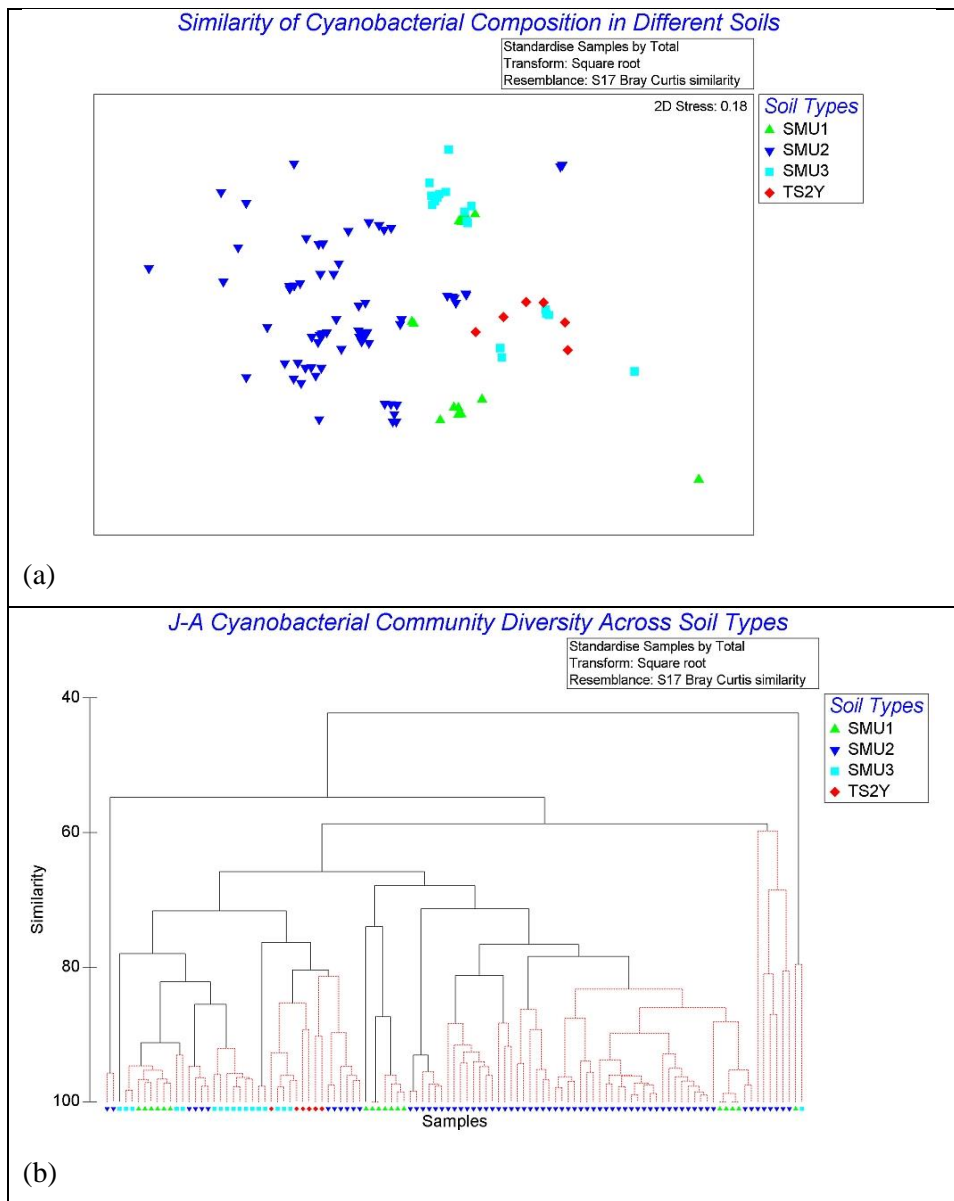 Similarity of Cyanobacterial Composition in Different Soils
Standardise Samples by Total
Transform: Square root
Resemblance: S17 Bray Curtis similarity
2D Stress: 0.18
Soil Types
SMU1
SMU2
SMU3
TS2Y
(a)
J-A Cyanobacterial Community Diversity Across Soil Types
Standardise Samples by Total
Transform: Square root
Resemblance: S17 Bray Curtis similarity
Soil Types
SMU1
SMU2
SMU3
TS2Y
40
60
80
100
Similarity
Samples
(b)